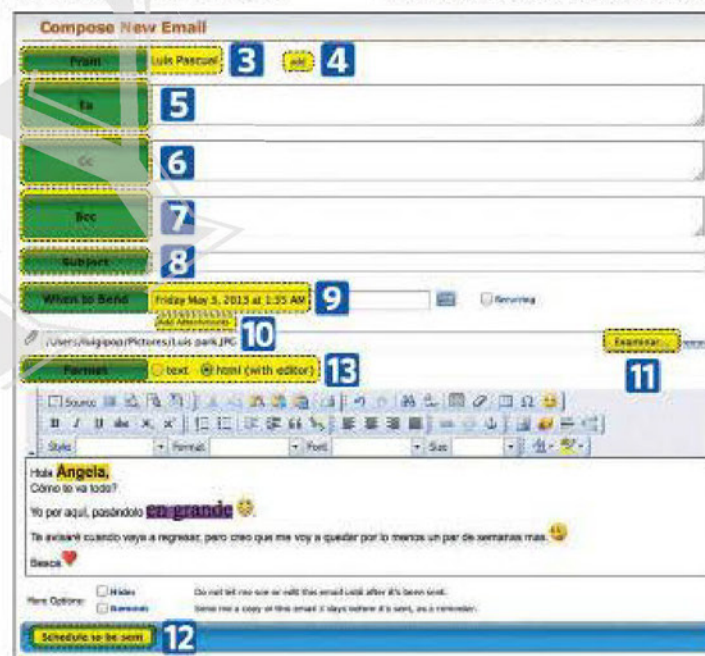 Compose New Email
From Luis Pascual 3 add 4
To 5
Cc 6
Bcc 7
Subject 8
When to Send Friday May 3, 2013 at 1:35 AM 9 Recurring
Add Attachments 10
/Users/luigipop/Pictures/Luis park.JPG Examinar... 11
Format text html (with editor) 13
Source
B I U abc X, x²
Style Format Font Size
Hola Angela,
Cómo te va todo?
Yo por aquí, pasándolo en grande
Te avisaré cuando vaya a regresar, pero creo que me voy a quedar por lo menos un par de semanas mas.
Besos
More Options: Hidden Do not let me see or edit this email until after it's been sent.
Send me a copy of this email X days before it's sent, as a reminder.
Schedule to be sent 12